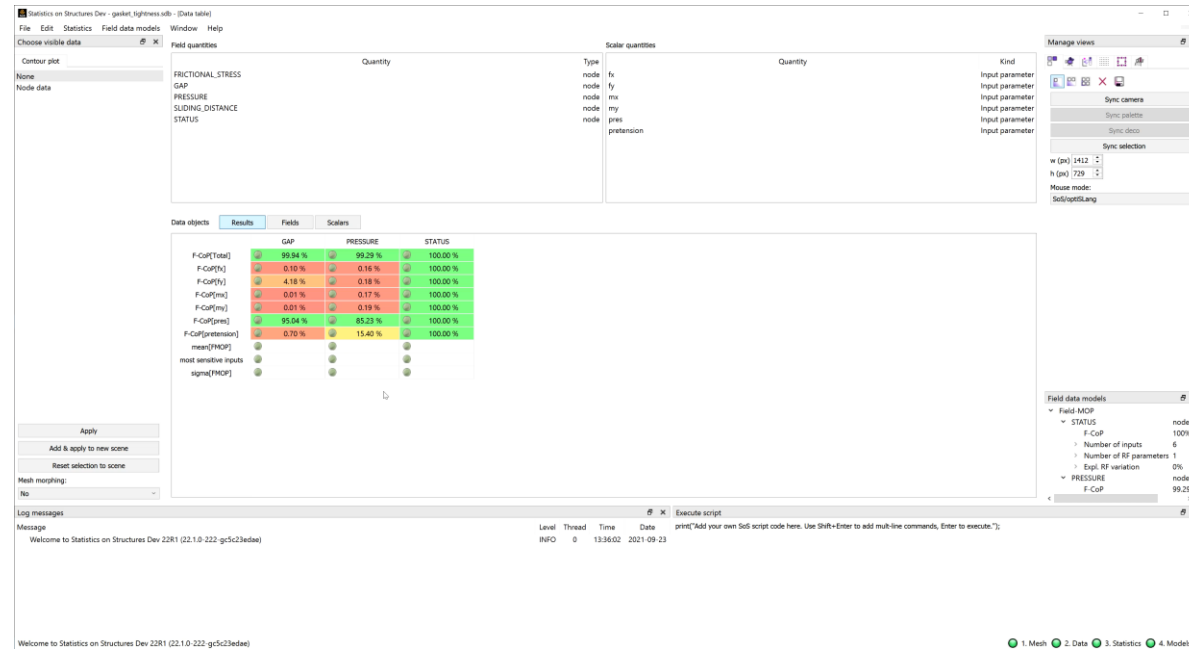 Statistics on Structures Dev - gasket_tightness.sdb - [Data table]
File Edit Statistics Field data models Window Help
Choose visible data
Contour plot
None
Node data
Apply
Add & apply to new scene
Reset selection to scene
Mesh morphing:
No
Field quantities
Quantity Type
FRICTIONAL_STRESS node
GAP node
PRESSURE node
SLIDING_DISTANCE node
STATUS node
Scalar quantities
Quantity Kind
fx Input parameter
fy Input parameter
mx Input parameter
my Input parameter
pres Input parameter
pretension Input parameter
Data objects Results Fields Scalars
GAP PRESSURE STATUS
F-CoP[Total] 99.94 % 99.29 % 100.00 %
F-CoP[fx] 0.10 % 0.16 % 100.00 %
F-CoP[fy] 4.18 % 0.18 % 100.00 %
F-CoP[mx] 0.01 % 0.17 % 100.00 %
F-CoP[my] 0.01 % 0.19 % 100.00 %
F-CoP[pres] 95.04 % 85.23 % 100.00 %
F-CoP[pretension] 0.70 % 15.40 % 100.00 %
mean[FMOP]
most sensitive inputs
sigma[FMOP]
Manage views
Sync camera
Sync palette
Sync deco
Sync selection
w (px) 1412
h (px) 729
Mouse mode:
SoS/optiSLang
Field data models
Field-MOP
STATUS node
F-CoP 100%
Number of inputs 6
Number of RF parameters 1
Expl. RF variation 0%
PRESSURE node
F-CoP 99.29
Log messages
Message Level Thread Time Date
Welcome to Statistics on Structures Dev 22R1 (22.1.0-222-gc5c23edae) INFO 0 13:36:02 2021-09-23
Execute script
print("Add your own SoS script code here. Use Shift+Enter to add mult-line commands, Enter to execute.");
Welcome to Statistics on Structures Dev 22R1 (22.1.0-222-gc5c23edae)
1. Mesh 2. Data 3. Statistics 4. Models